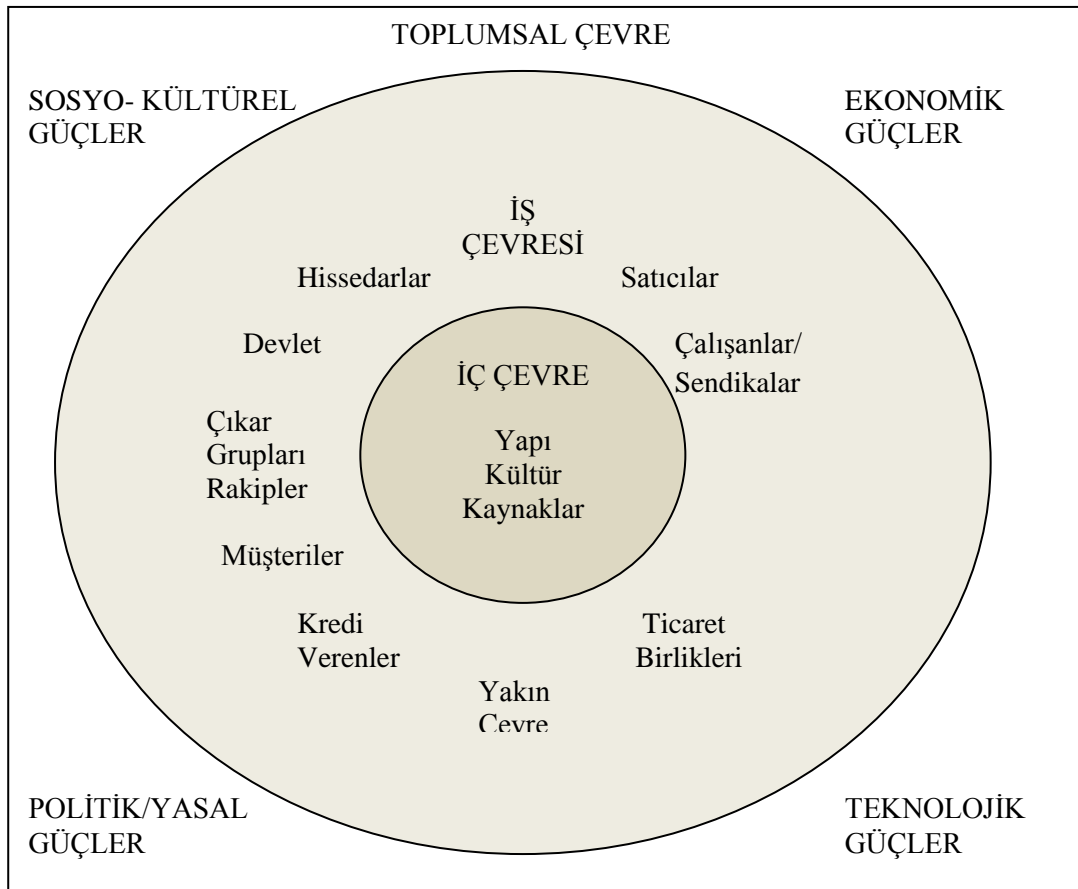 TOPLUMSAL ÇEVRE
SOSYO- KÜLTÜREL
GÜÇLER
EKONOMİK
GÜÇLER
İŞ
ÇEVRESİ
Hissedarlar
Satıcılar
Devlet
Çalışanlar/
Sendikalar
İÇ ÇEVRE
Yapı
Kültür
Kaynaklar
Çıkar
Grupları
Rakipler
Müşteriler
Kredi
Verenler
Ticaret
Birlikleri
Yakın
Çevre
POLİTİK/YASAL
GÜÇLER
TEKNOLOJİK
GÜÇLER